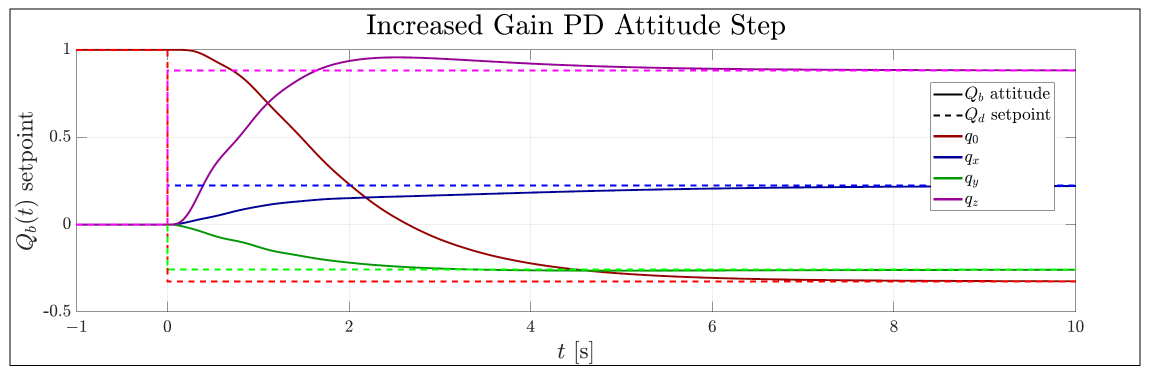 Increased Gain PD Attitude Step
Q_b(t) setpoint
1
0.5
0
-0.5
−1
0
2
4
6
8
10
t [s]
Q_b attitude
Q_d setpoint
q_0
q_x
q_y
q_z